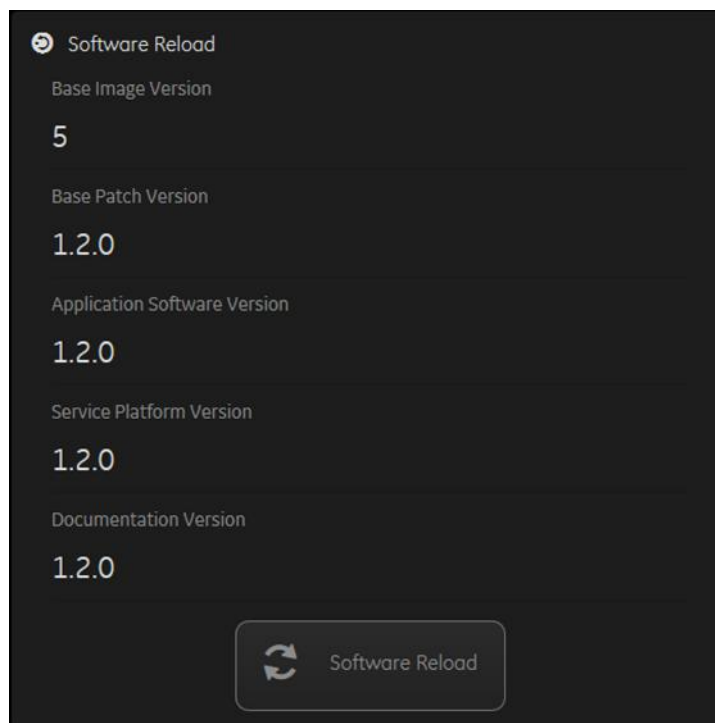 Software Reload
Base Image Version
5
Base Patch Version
1.2.0
Application Software Version
1.2.0
Service Platform Version
1.2.0
Documentation Version
1.2.0
Software Reload